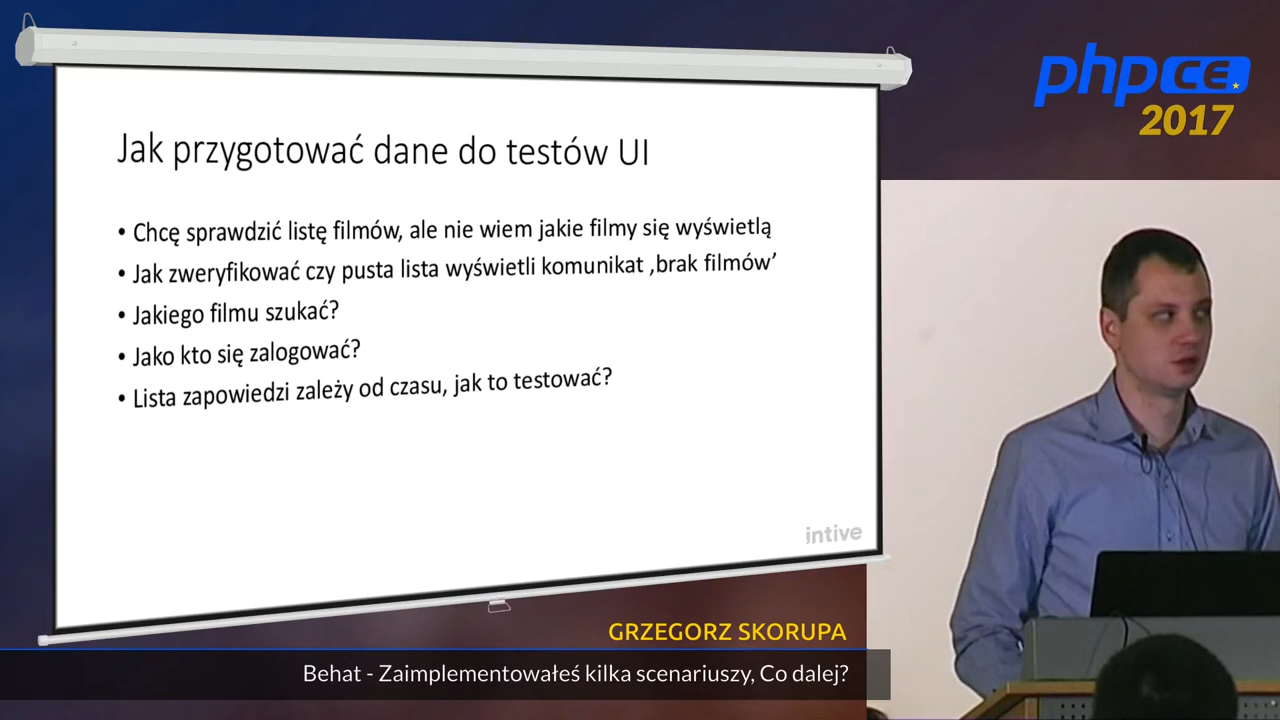 Jak przygotować dane do testów UI
• Chcę sprawdzić listę filmów, ale nie wiem jakie filmy się wyświetlą
• Jak zweryfikować czy pusta lista wyświetli komunikat ‚brak filmów’
• Jakiego filmu szukać?
• Jako kto się zalogować?
• Lista zapowiedzi zależy od czasu, jak to testować?
intive
phpCE
2017
GRZEGORZ SKORUPA
Behat - Zaimplementowałeś kilka scenariuszy, Co dalej?